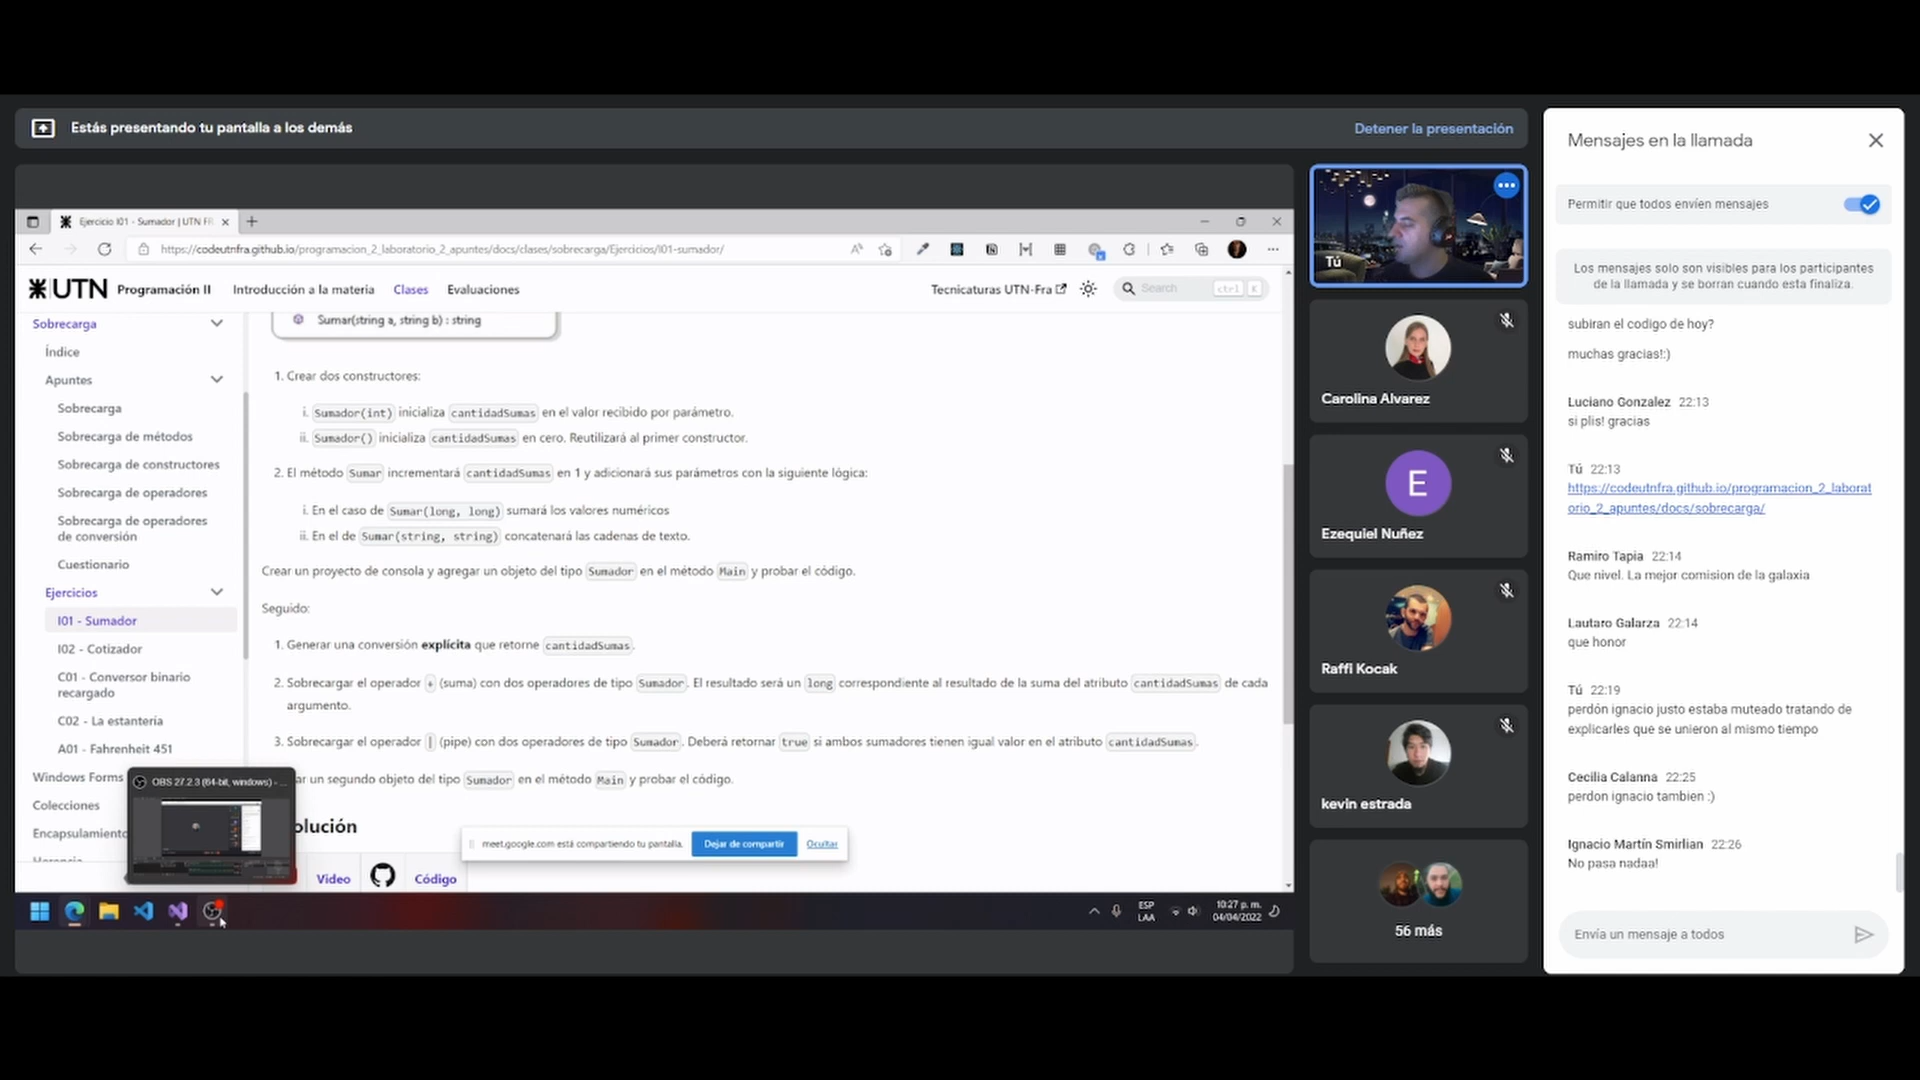 Estás presentando tu pantalla a los demás
Detener la presentación
Ejercicio I01 - Sumador | UTN FR
https://codeutnfra.github.io/programacion_2_laboratorio_2_apuntes/docs/clases/sobrecarga/Ejercicios/I01-sumador/
UTN Programación II Introducción a la materia Clases Evaluaciones
Tecnicaturas UTN-Fra Search ctrl K
Sobrecarga
Índice
Apuntes
Sobrecarga
Sobrecarga de métodos
Sobrecarga de constructores
Sobrecarga de operadores
Sobrecarga de operadores
de conversión
Cuestionario
Ejercicios
I01 - Sumador
I02 - Cotizador
C01 - Conversor binario
recargado
C02 - La estantería
A01 - Fahrenheit 451
Windows Forms
Colecciones
Encapsulamiento
Herencia
Sumar(string a, string b) : string
1. Crear dos constructores:
i. Sumador(int) inicializa cantidadSumas en el valor recibido por parámetro.
ii. Sumador() inicializa cantidadSumas en cero. Reutilizará al primer constructor.
2. El método Sumar incrementará cantidadSumas en 1 y adicionará sus parámetros con la siguiente lógica:
i. En el caso de Sumar(long, long) sumará los valores numéricos
ii. En el de Sumar(string, string) concatenará las cadenas de texto.
Crear un proyecto de consola y agregar un objeto del tipo Sumador en el método Main y probar el código.
Seguido:
1. Generar una conversión explícita que retorne cantidadSumas.
2. Sobrecargar el operador + (suma) con dos operadores de tipo Sumador. El resultado será un long correspondiente al resultado de la suma del atributo cantidadSumas de cada
argumento.
3. Sobrecargar el operador | (pipe) con dos operadores de tipo Sumador. Deberá retornar true si ambos sumadores tienen igual valor en el atributo cantidadSumas.
ar un segundo objeto del tipo Sumador en el método Main y probar el código.
olución
Video
Código
OBS 27.2.3 (64-bit, windows) - ...
meet.google.com está compartiendo tu pantalla.
Dejar de compartir
Ocultar
ESP
LAA
10:27 p. m.
04/04/2022
Tú
Carolina Alvarez
E
Ezequiel Nuñez
Raffi Kocak
kevin estrada
56 más
Mensajes en la llamada
Permitir que todos envíen mensajes
Los mensajes solo son visibles para los participantes
de la llamada y se borran cuando esta finaliza.
subiran el codigo de hoy?
muchas gracias!:)
Luciano Gonzalez 22:13
si plis! gracias
Tú 22:13
https://codeutnfra.github.io/programacion_2_laborat
orio_2_apuntes/docs/sobrecarga/
Ramiro Tapia 22:14
Que nivel. La mejor comision de la galaxia
Lautaro Galarza 22:14
que honor
Tú 22:19
perdón ignacio justo estaba muteado tratando de
explicarles que se unieron al mismo tiempo
Cecilia Calanna 22:25
perdon ignacio tambien :)
Ignacio Martín Smirlian 22:26
No pasa nadaa!
Envía un mensaje a todos